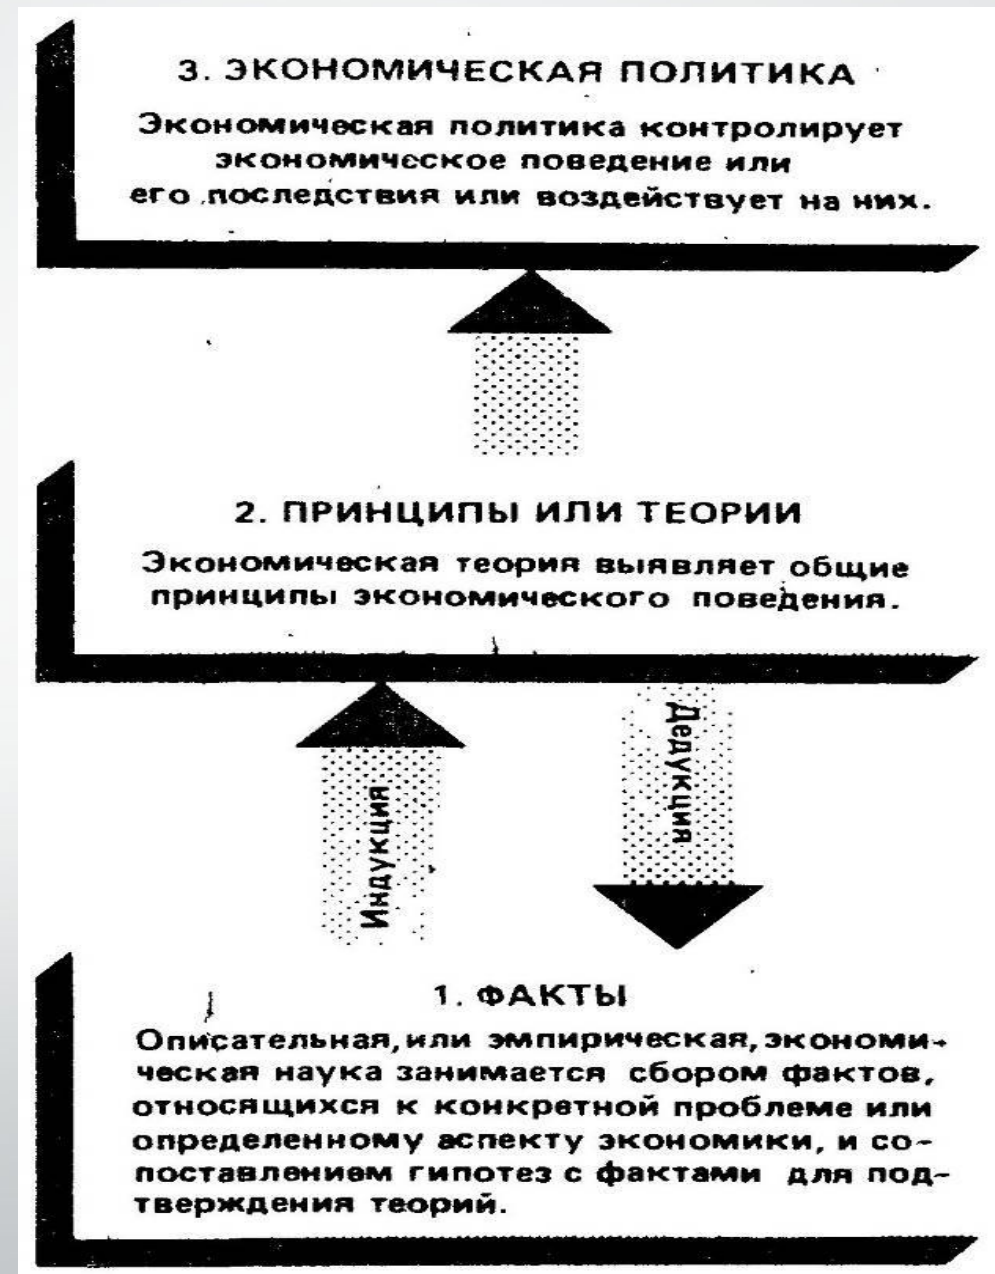 3. ЭКОНОМИЧЕСКАЯ ПОЛИТИКА
Экономическая политика контролирует
экономическое поведение или
его последствия или воздействует на них.
2. ПРИНЦИПЫ ИЛИ ТЕОРИИ
Экономическая теория выявляет общие
принципы экономического поведения.
Индукция
Дедукция
1. ФАКТЫ
Описательная, или эмпирическая, экономи-
ческая наука занимается сбором фактов,
относящихся к конкретной проблеме или
определенному аспекту экономики, и со-
поставлением гипотез с фактами для под-
тверждения теорий.